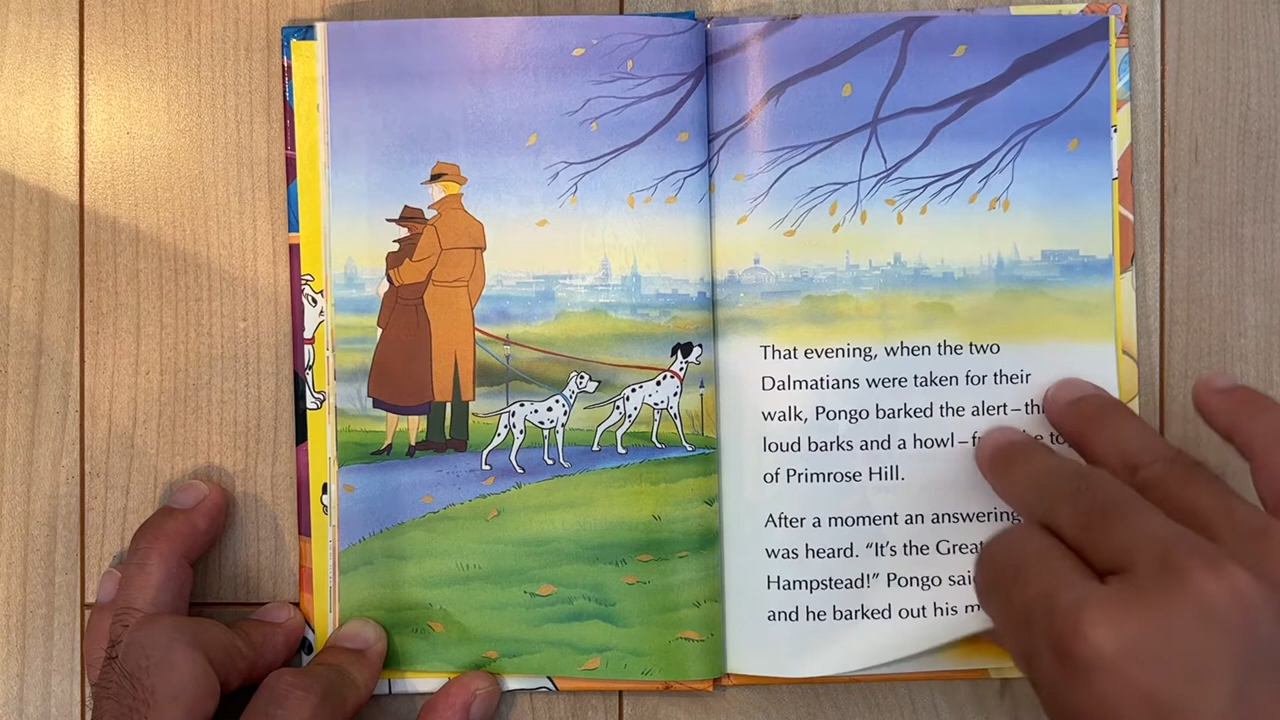 That evening, when the two
Dalmatians were taken for their
walk, Pongo barked the alert–
loud barks and a howl–
of Primrose Hill.
After a moment an answering
was heard. “It’s the Great
Hampstead!” Pongo
and he barked out his